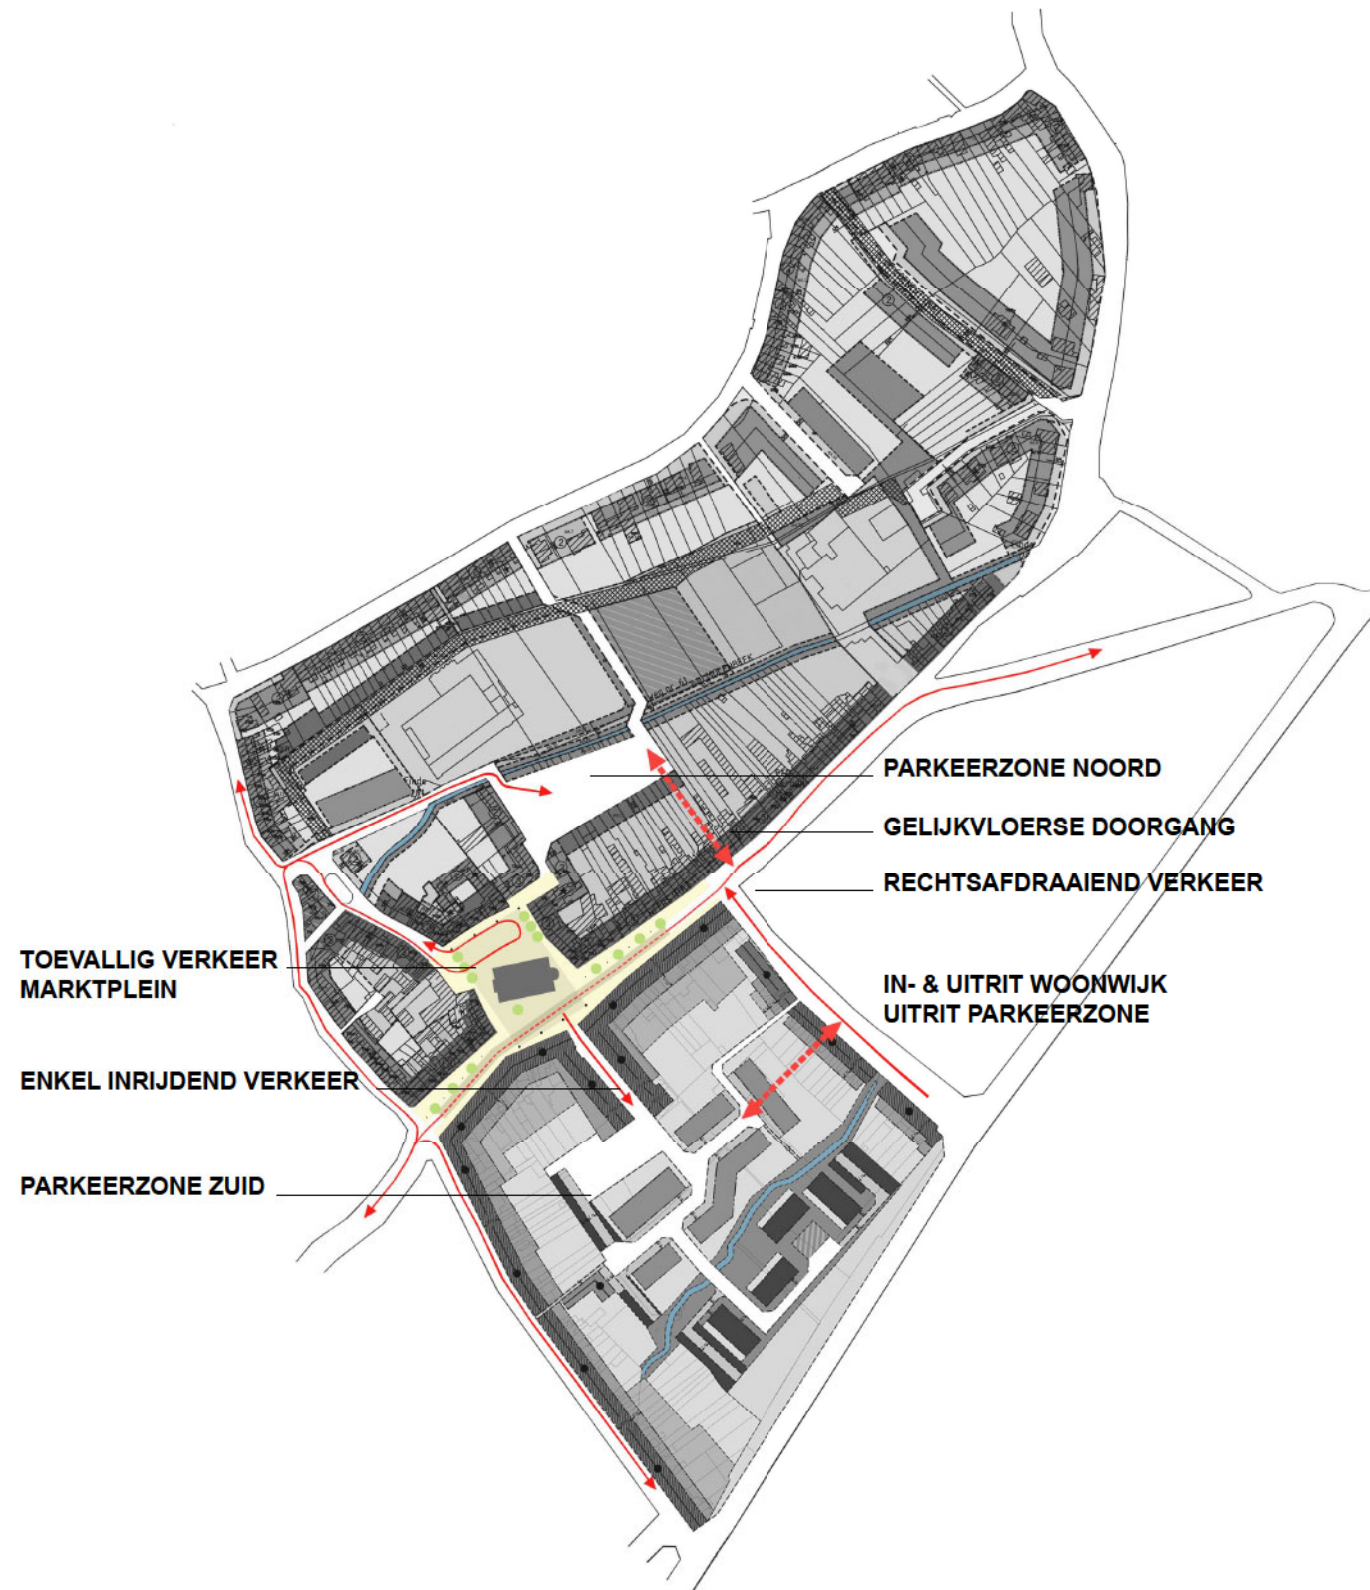 PARKEERZONE NOORD
GELIJKVLOERSE DOORGANG
RECHTSAFDRAAIEND VERKEER
TOEVALLIG VERKEER
MARKTPLEIN
IN- & UITRIT WOONWIJK
UITRIT PARKEERZONE
ENKEL INRIJDEND VERKEER
PARKEERZONE ZUID